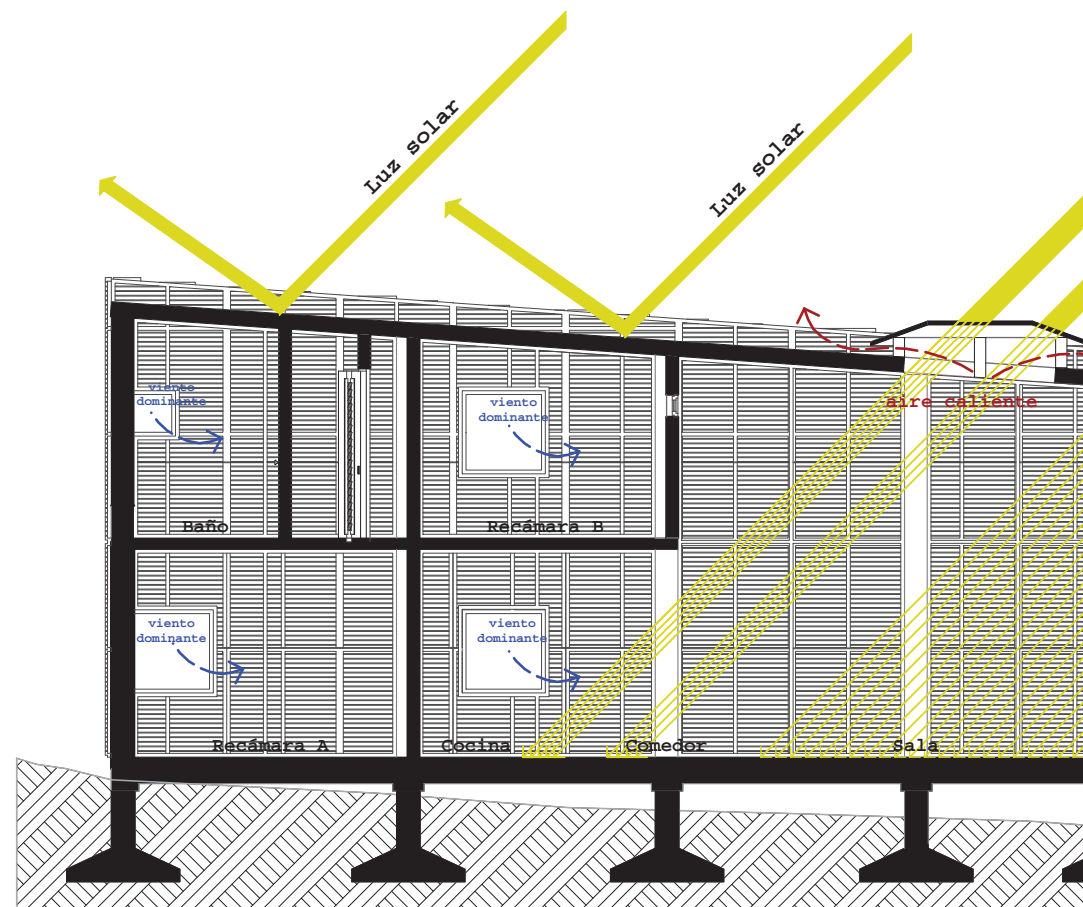 Luz solar
Luz solar
aire caliente
viento
dominante
viento
dominante
Baño
Recámara B
viento
dominante
viento
dominante
Recámara A
Cocina
Comedor
Sala